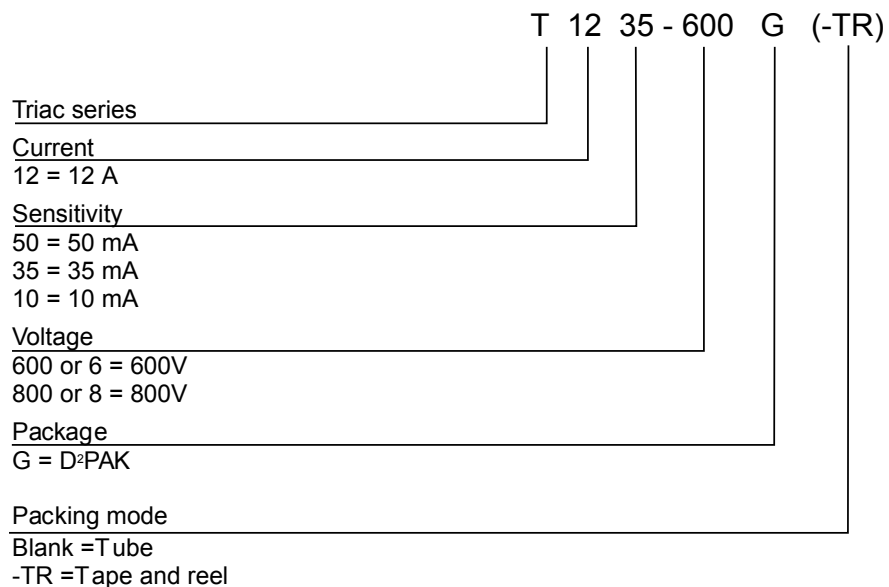 T 12 35 - 600 G (-TR)
Triac series
Current
12 = 12 A
Sensitivity
50 = 50 mA
35 = 35 mA
10 = 10 mA
Voltage
600 or 6 = 600V
800 or 8 = 800V
Package
G = D²PAK
Packing mode
Blank =Tube
-TR =Tape and reel